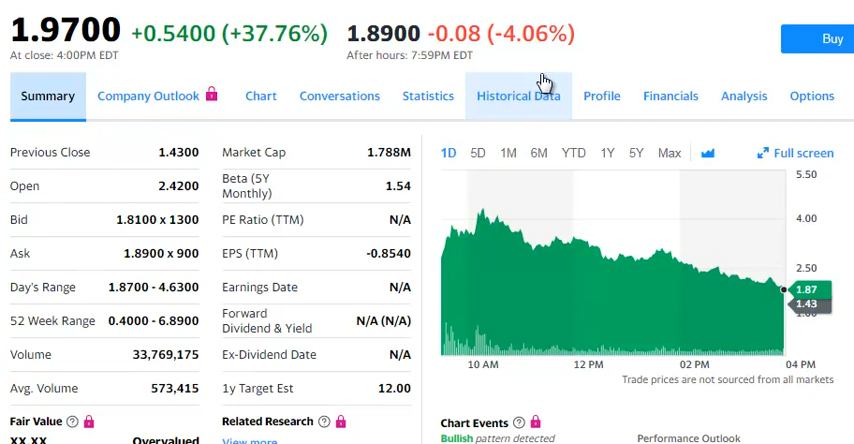 1.9700 +0.5400 (+37.76%) 1.8900 -0.08 (-4.06%)
At close: 4:00PM EDT After hours: 7:59PM EDT
Buy
Summary Company Outlook Chart Conversations Statistics Historical Data Profile Financials Analysis Options
Previous Close 1.4300
Open 2.4200
Bid 1.8100 x 1300
Ask 1.8900 x 900
Day's Range 1.8700 - 4.6300
52 Week Range 0.4000 - 6.8900
Volume 33,769,175
Avg. Volume 573,415
Market Cap 1.788M
Beta (5Y
Monthly) 1.54
PE Ratio (TTM) N/A
EPS (TTM) -0.8540
Earnings Date N/A
Forward
Dividend & Yield N/A (N/A)
Ex-Dividend Date N/A
1y Target Est 12.00
1D 5D 1M 6M YTD 1Y 5Y Max Full screen
5.50
4.00
2.50
1.87
1.43
1.00
10 AM 12 PM 02 PM 04 PM
Trade prices are not sourced from all markets
Fair Value
XX.XX Overvalued
Related Research
View more
Chart Events
Bullish pattern detected
Performance Outlook